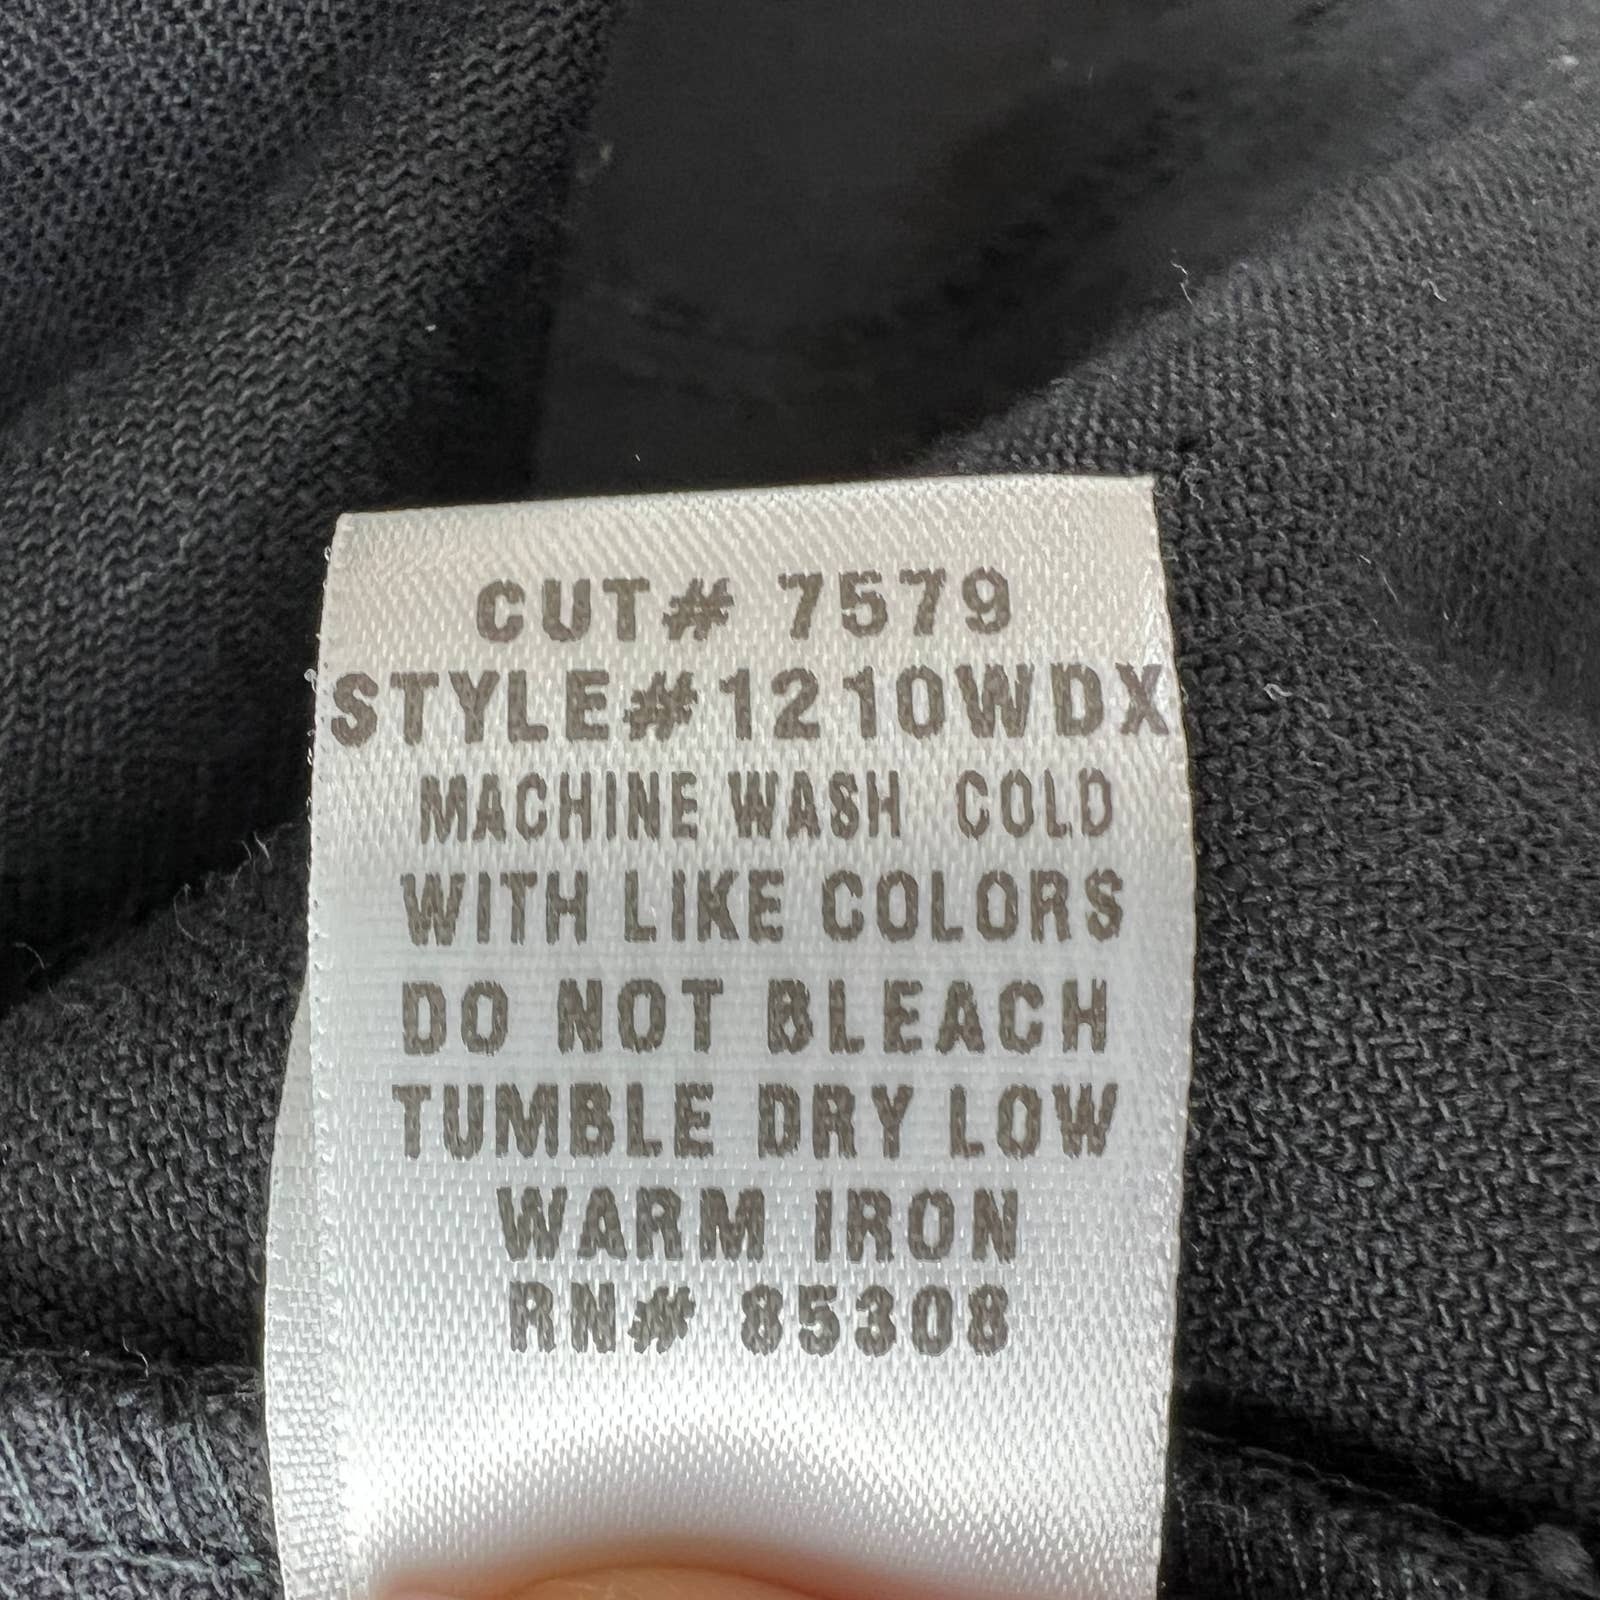 CUT# 7579
STYLE#1210WDX
MACHINE WASH COLD
WITH LIKE COLORS
DO NOT BLEACH
TUMBLE DRY LOW
WARM IRON
RN# 85308